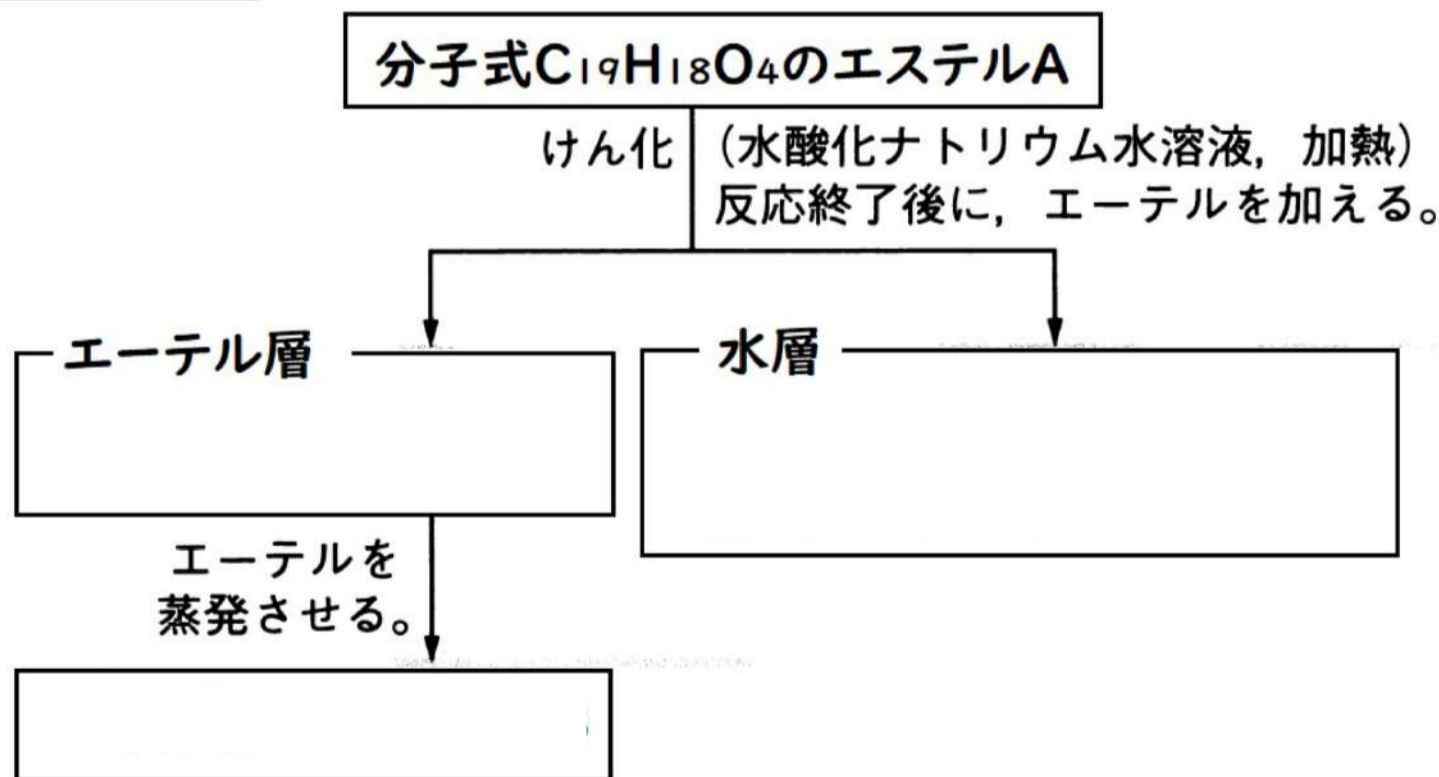 分子式C19H18O4のエステルA
けん化 (水酸化ナトリウム水溶液, 加熱)
反応終了後に, エーテルを加える。
エーテル層
水層
エーテルを
蒸発させる。